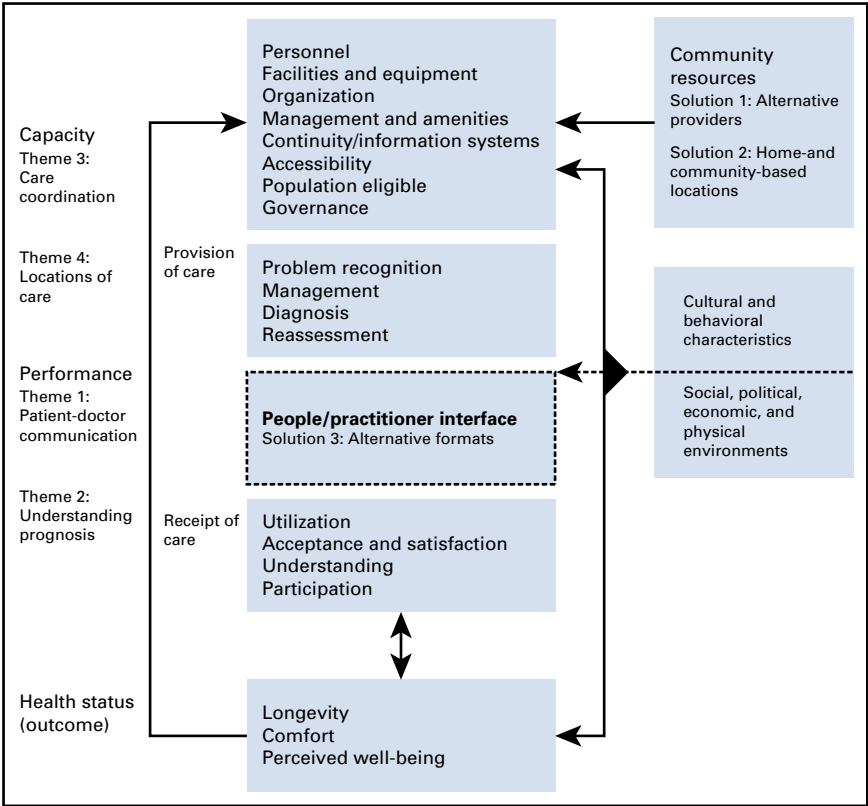 Capacity
Theme 3:
Care
coordination
Theme 4:
Locations of
care
Performance
Theme 1:
Patient-doctor
communication
Theme 2:
Understanding
prognosis
Health status
(outcome)
Provision
of care
Receipt of
care
Personnel
Facilities and equipment
Organization
Management and amenities
Continuity/information systems
Accessibility
Population eligible
Governance
Problem recognition
Management
Diagnosis
Reassessment
People/practitioner interface
Solution 3: Alternative formats
Utilization
Acceptance and satisfaction
Understanding
Participation
Longevity
Comfort
Perceived well-being
Community
resources
Solution 1: Alternative
providers
Solution 2: Home-and
community-based
locations
Cultural and
behavioral
characteristics
Social, political,
economic, and
physical
environments